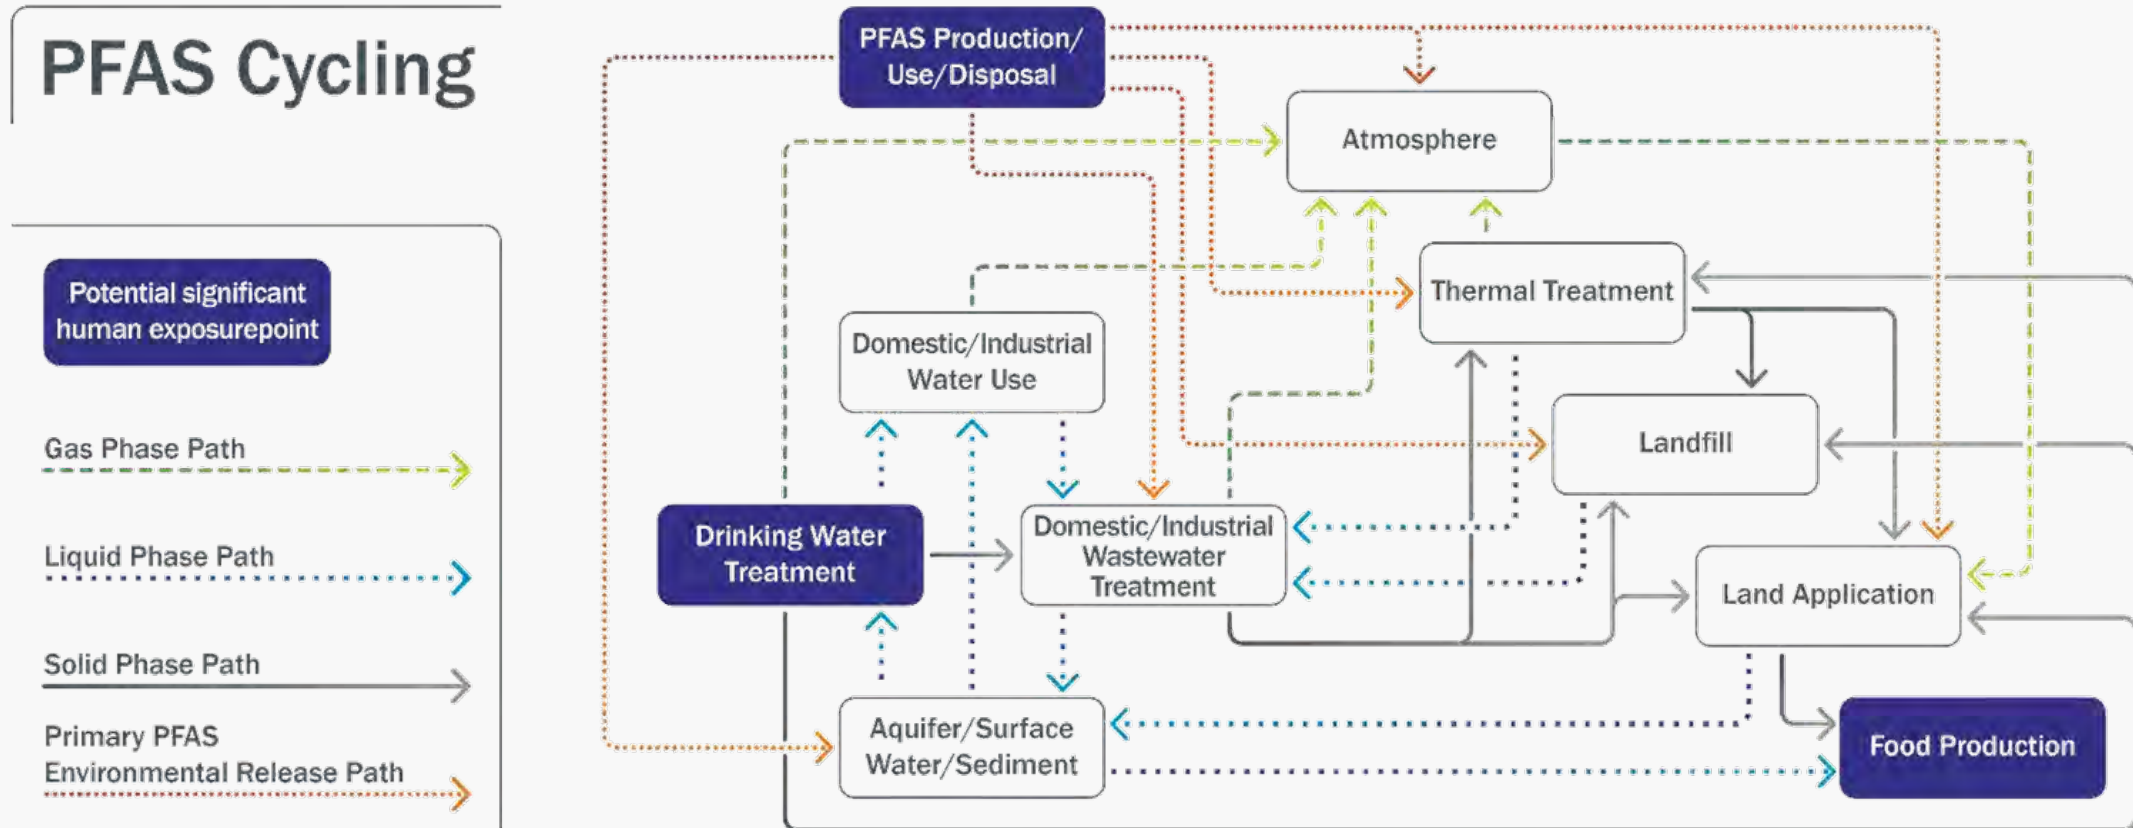 PFAS Cycling
Potential significant
human exposurepoint
Gas Phase Path
Liquid Phase Path
Solid Phase Path
Primary PFAS
Environmental Release Path
PFAS Production/
Use/Disposal
Atmosphere
Thermal Treatment
Domestic/Industrial
Water Use
Landfill
Drinking Water
Treatment
Domestic/Industrial
Wastewater
Treatment
Land Application
Aquifer/Surface
Water/Sediment
Food Production